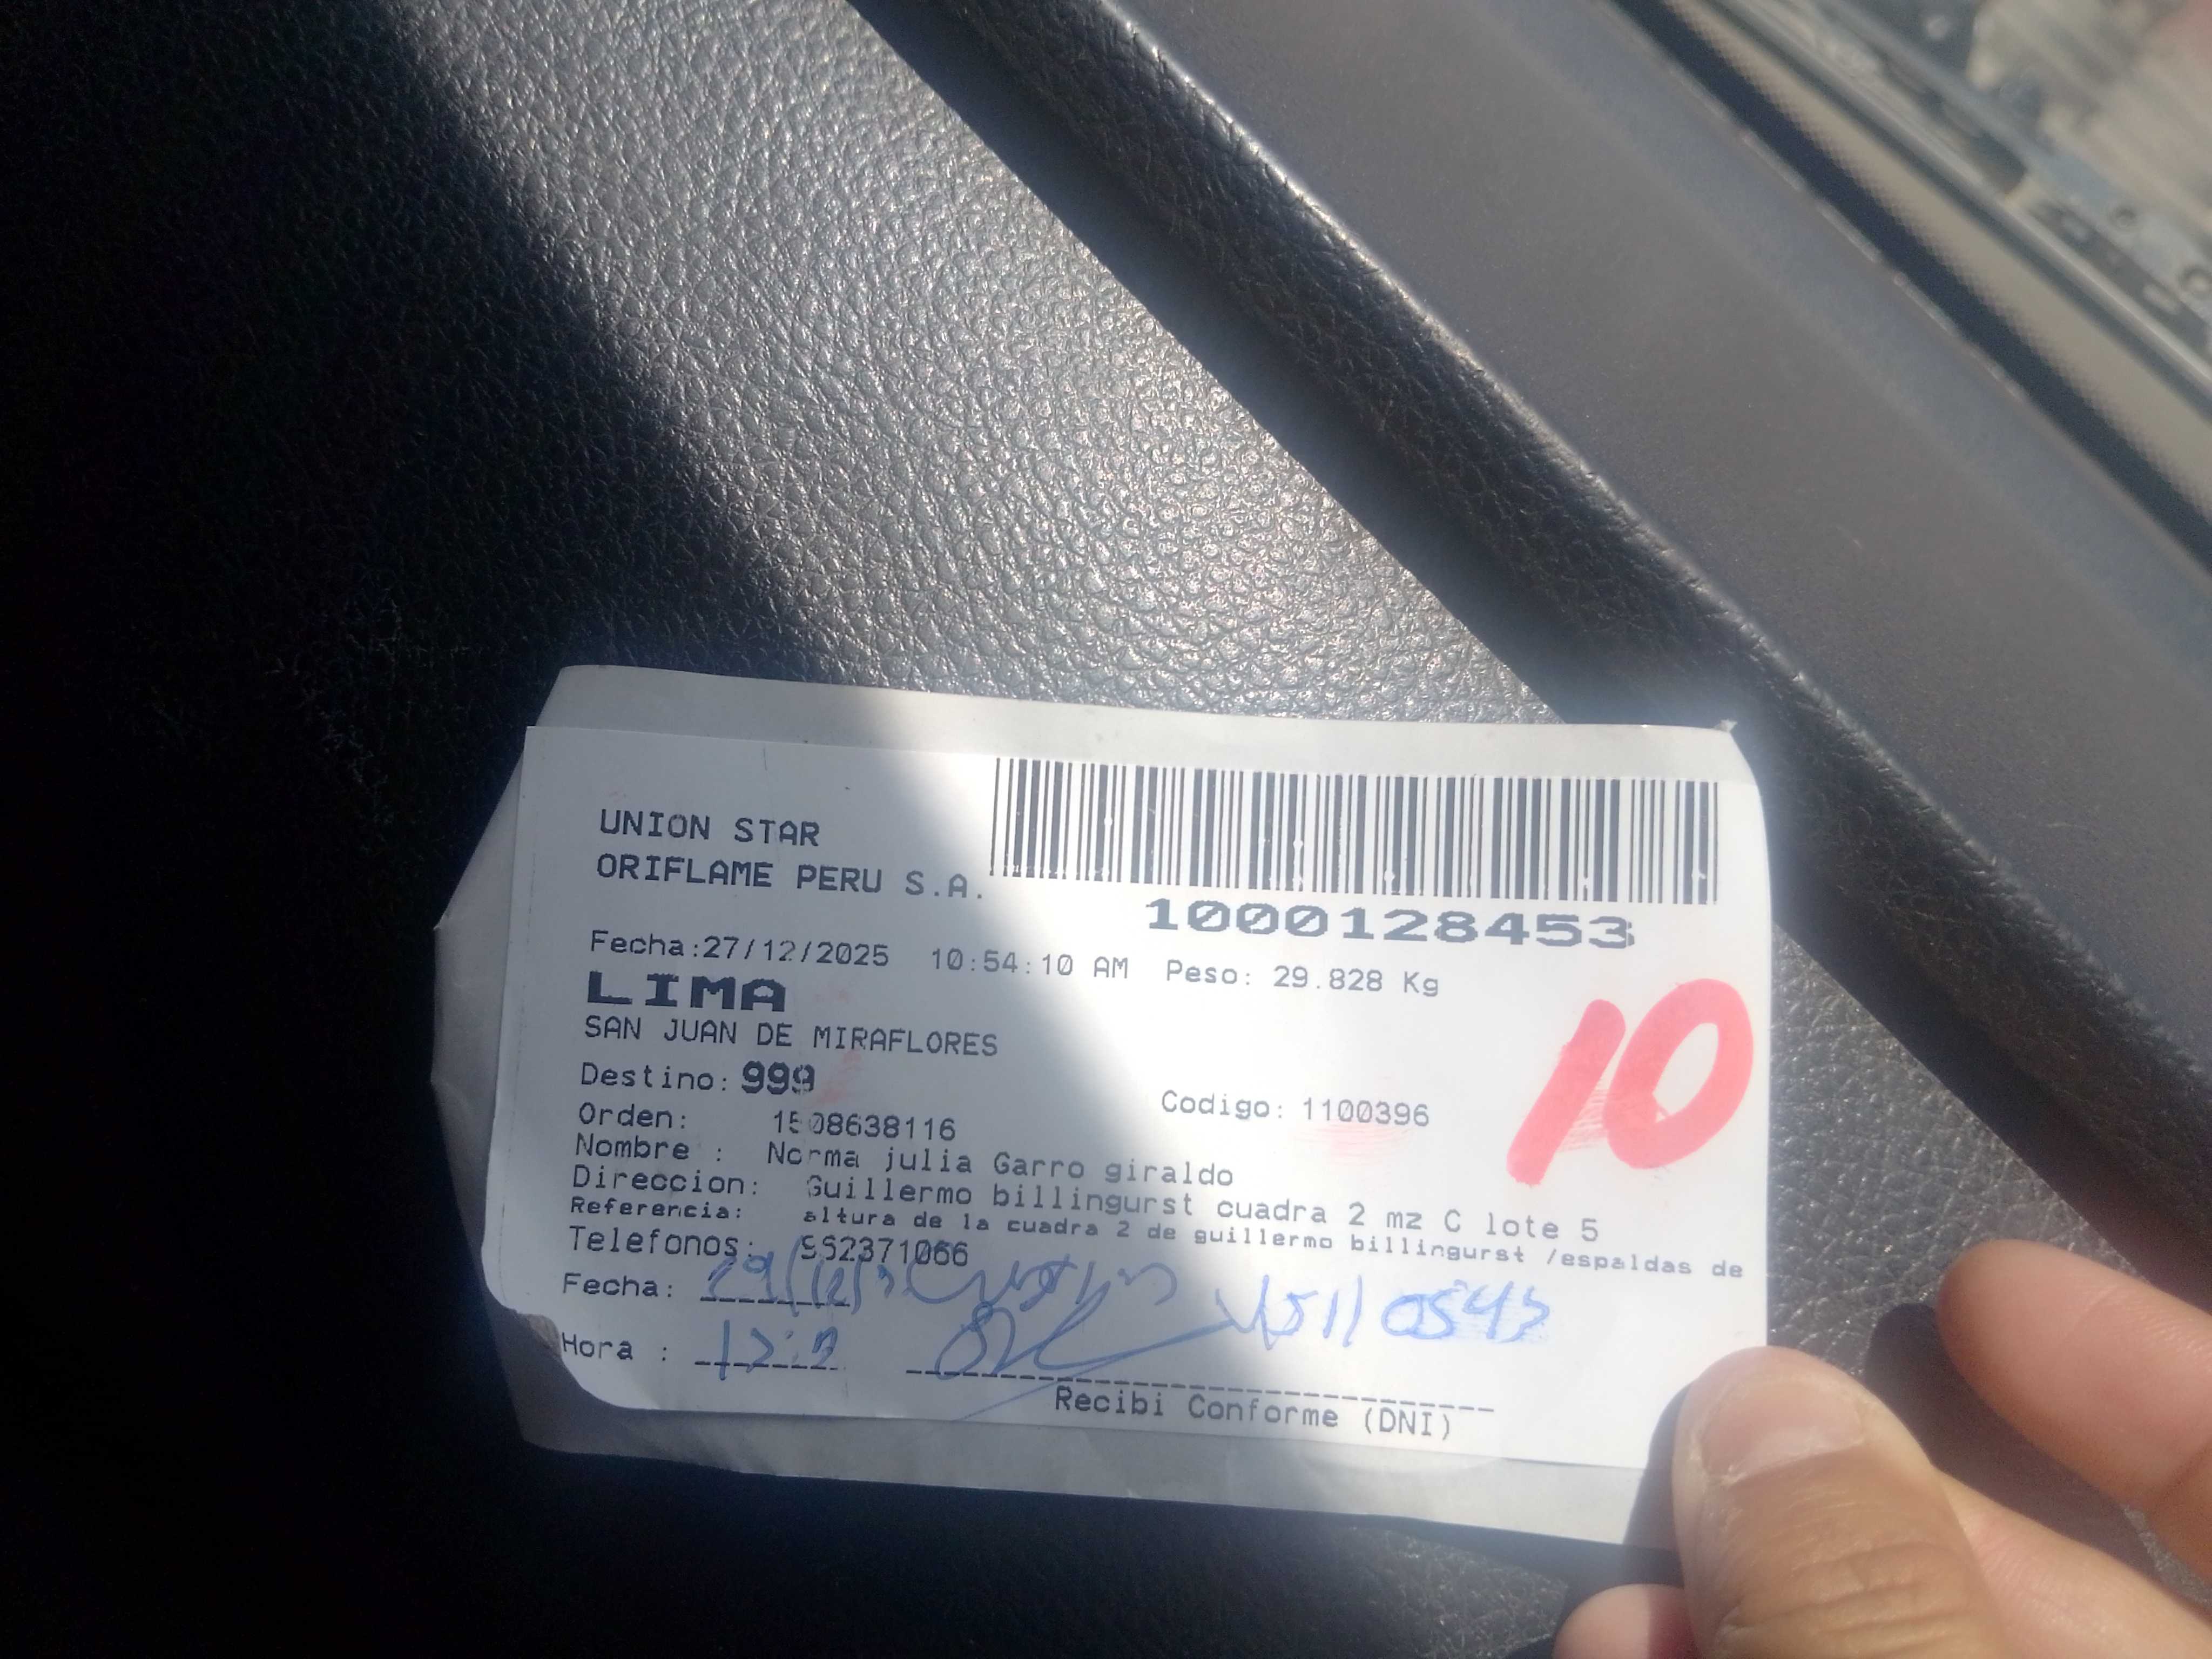 UNION STAR
ORIFLAME PERU S.A.
1000128453
Fecha:27/12/2025 10:54:10 AM Peso: 29.828 Kg
LIMA
SAN JUAN DE MIRAFLORES
10
Destino: 999
Codigo: 1100396
Orden: 1508638116
Nombre : Norma julia Garro giraldo
Direccion: Guillermo billingurst cuadra 2 mz C lote 5
Referencia: altura de la cuadra 2 de guillermo billingurst /espaldas de
Telefonos:
Fecha:
Hora :
Recibi Conforme (DNI)